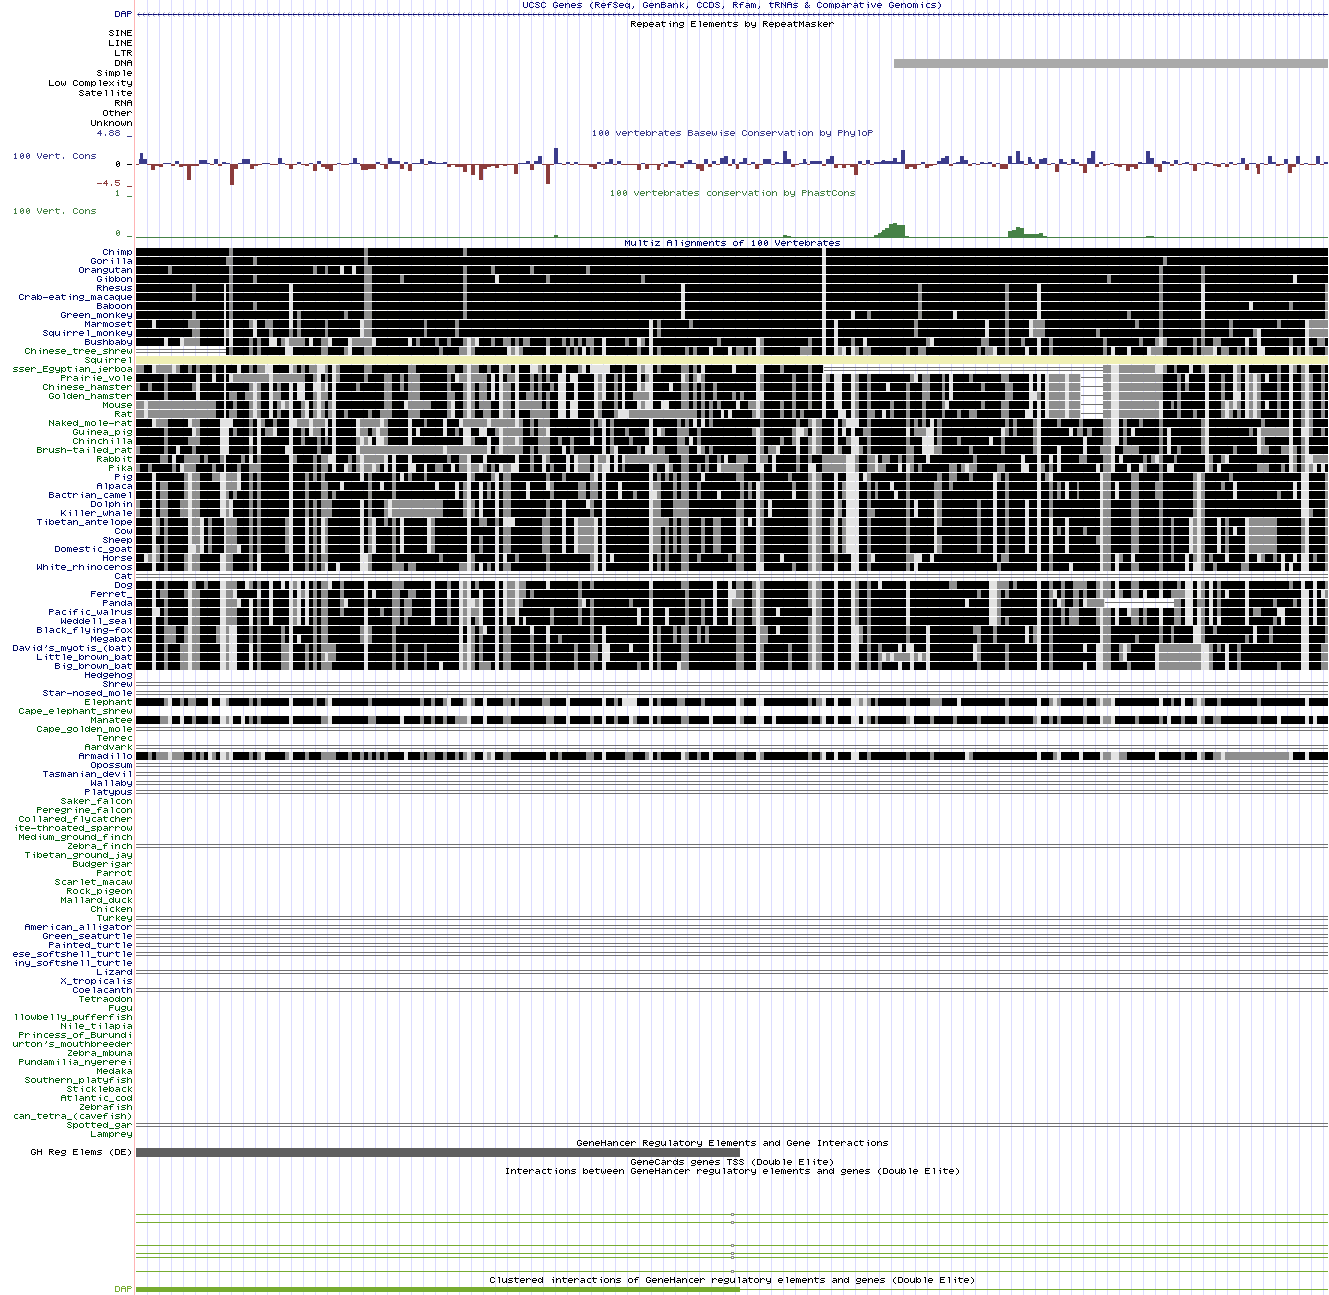 UCSC Genes (RefSeq, GenBank, CCDS, Rfam, tRNAs & Comparative Genomics)
DAP
Repeating Elements by RepeatMasker
SINE
LINE
LTR
DNA
Simple
Low Complexity
Satellite
RNA
Other
Unknown
100 vertebrates Basewise Conservation by PhyloP
4.88 _
100 Vert. Cons
0 _
-4.5 _
100 vertebrates conservation by PhastCons
1 _
100 Vert. Cons
0 _
Multiz Alignments of 100 Vertebrates
Chimp
Gorilla
Orangutan
Gibbon
Rhesus
Crab-eating_macaque
Baboon
Green_monkey
Marmoset
Squirrel_monkey
Bushbaby
Chinese_tree_shrew
Squirrel
sser_Egyptian_jerboa
Prairie_vole
Chinese_hamster
Golden_hamster
Mouse
Rat
Naked_mole-rat
Guinea_pig
Chinchilla
Brush-tailed_rat
Rabbit
Pika
Pig
Alpaca
Bactrian_camel
Dolphin
Killer_whale
Tibetan_antelope
Cow
Sheep
Domestic_goat
Horse
White_rhinoceros
Cat
Dog
Ferret_
Panda
Pacific_walrus
Weddell_seal
Black_flying-fox
Megabat
David's_myotis_(bat)
Little_brown_bat
Big_brown_bat
Hedgehog
Shrew
Star-nosed_mole
Elephant
Cape_elephant_shrew
Manatee
Cape_golden_mole
Tenrec
Aardvark
Armadillo
Opossum
Tasmanian_devil
Wallaby
Platypus
Saker_falcon
Peregrine_falcon
Collared_flycatcher
ite-throated_sparrow
Medium_ground_finch
Zebra_finch
Tibetan_ground_jay
Budgerigar
Parrot
Scarlet_macaw
Rock_pigeon
Mallard_duck
Chicken
Turkey
American_alligator
Green_seaturtle
Painted_turtle
ese_softshell_turtle
iny_softshell_turtle
Lizard
X_tropicalis
Coelacanth
Tetraodon
Fugu
llowbelly_pufferfish
Nile_tilapia
Princess_of_Burundi
urton's_mouthbreeder
Zebra_mbuna
Pundamilia_nyererei
Medaka
Southern_platyfish
Stickleback
Atlantic_cod
Zebrafish
can_tetra_(cavefish)
Spotted_gar
Lamprey
GeneHancer Regulatory Elements and Gene Interactions
GH Reg Elems (DE)
GeneCards genes TSS (Double Elite)
Interactions between GeneHancer regulatory elements and genes (Double Elite)
Clustered interactions of GeneHancer regulatory elements and genes (Double Elite)
DAP